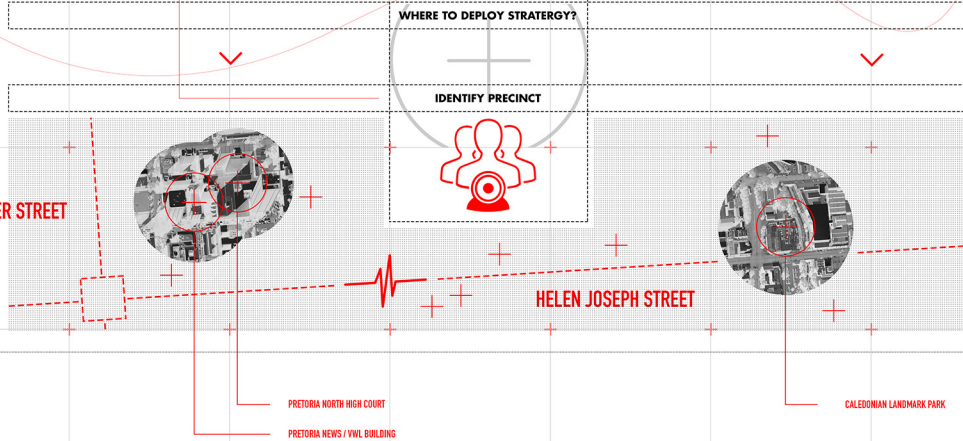 WHERE TO DEPLOY STRATERGY?
IDENTIFY PRECINCT
ER STREET
HELEN JOSEPH STREET
PRETORIA NORTH HIGH COURT
CALEDONIAN LANDMARK PARK
PRETORIA NEWS / VWL BUILDING